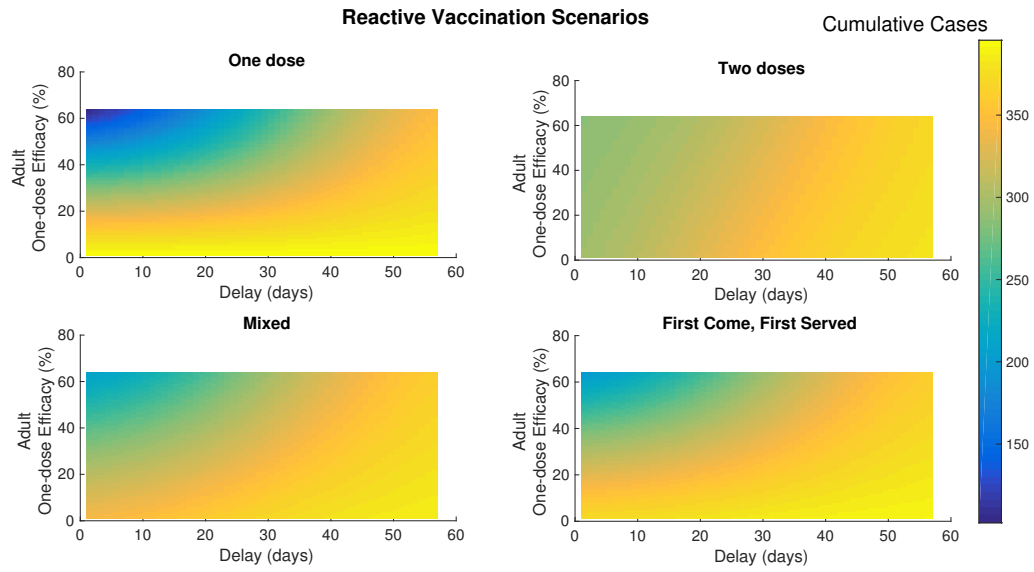 Reactive Vaccination Scenarios
Cumulative Cases
One dose
80
60
40
20
0
Adult
One-dose Efficacy (%)
0 10 20 30 40 50 60
Delay (days)
Two doses
80
60
40
20
0
Adult
One-dose Efficacy (%)
0 10 20 30 40 50 60
Delay (days)
350
300
250
200
150
Mixed
80
60
40
20
0
Adult
One-dose Efficacy (%)
0 10 20 30 40 50 60
Delay (days)
First Come, First Served
80
60
40
20
0
Adult
One-dose Efficacy (%)
0 10 20 30 40 50 60
Delay (days)